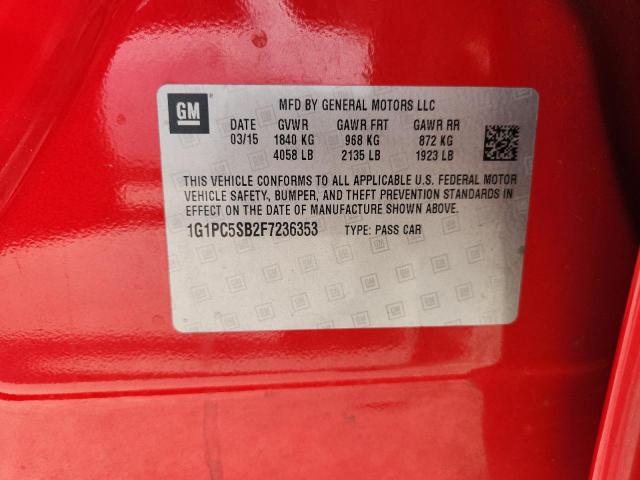 GM
MFD BY GENERAL MOTORS LLC
DATE GVWR GAWR FRT GAWR RR
03/15 1840 KG 968 KG 872 KG
4058 LB 2135 LB 1923 LB
THIS VEHICLE CONFORMS TO ALL APPLICABLE U.S. FEDERAL MOTOR
VEHICLE SAFETY, BUMPER, AND THEFT PREVENTION STANDARDS IN
EFFECT ON THE DATE OF MANUFACTURE SHOWN ABOVE.
1G1PC5SB2F7236353 TYPE: PASS CAR